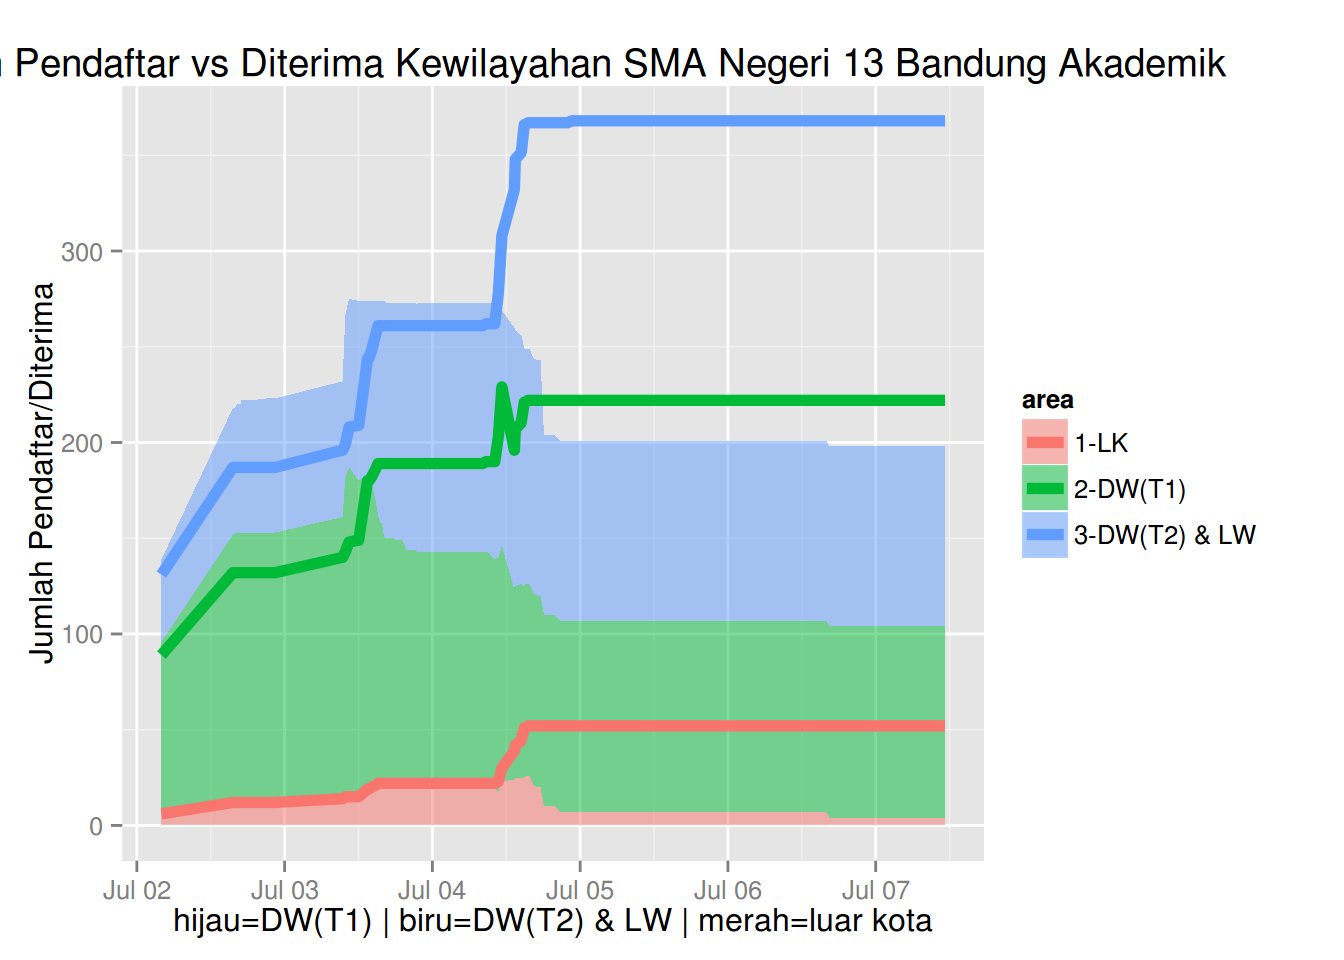 Pendaftar vs Diterima Kewilayahan SMA Negeri 13 Bandung Akademik
Jumlah Pendaftar/Diterima
300
200
100
0
Jul 02
Jul 03
Jul 04
Jul 05
Jul 06
Jul 07
hijau=DW(T1) | biru=DW(T2) & LW | merah=luar kota
area
1-LK
2-DW(T1)
3-DW(T2) & LW